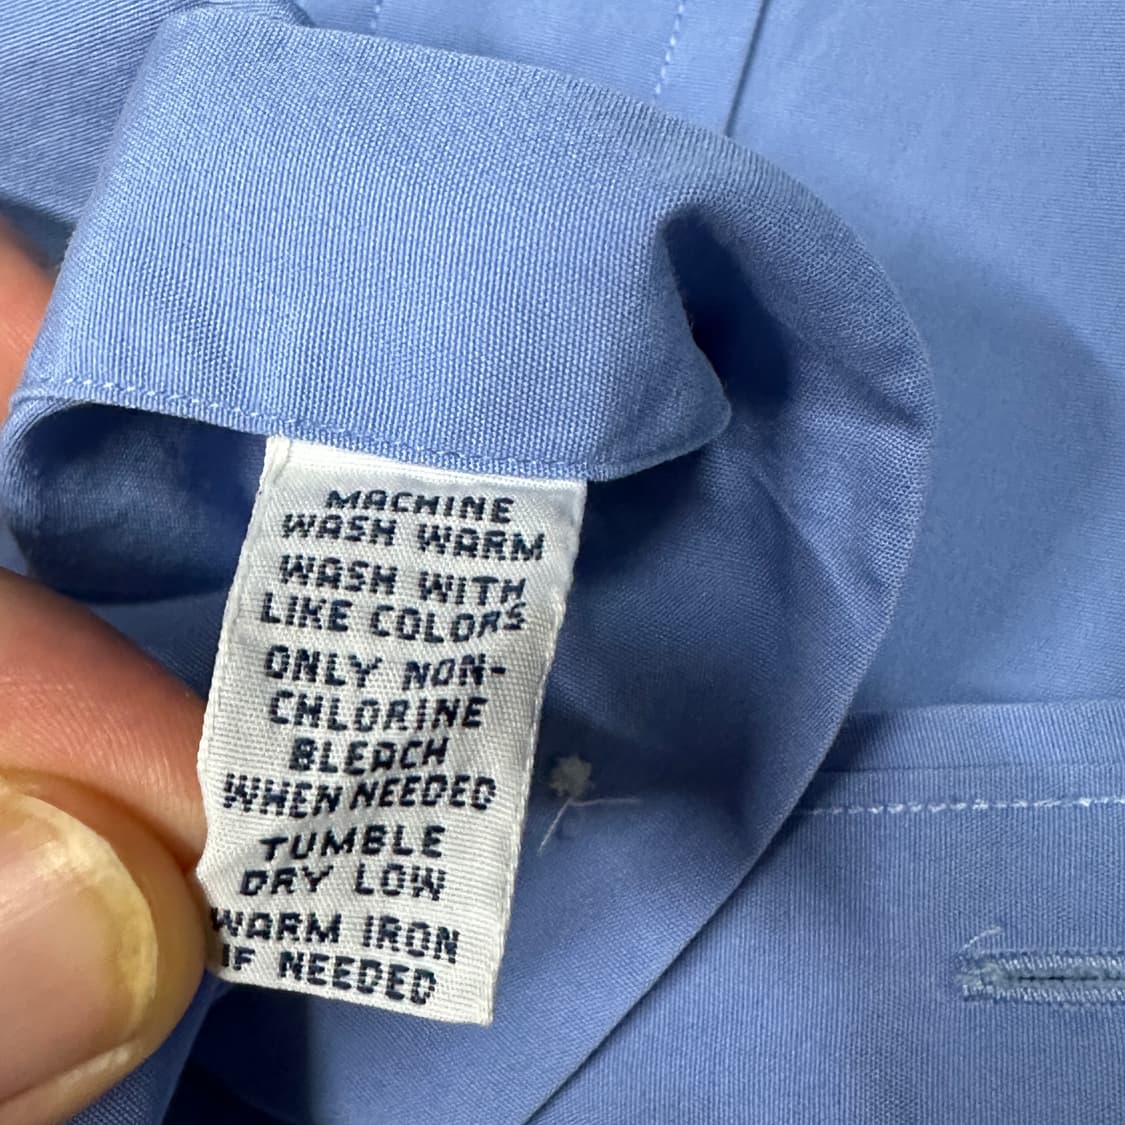 MACHINE
WASH WARM
WASH WITH
LIKE COLORS
ONLY NON-
CHLORINE
BLEACH
WHEN NEEDED
TUMBLE
DRY LOW
WARM IRON
IF NEEDED